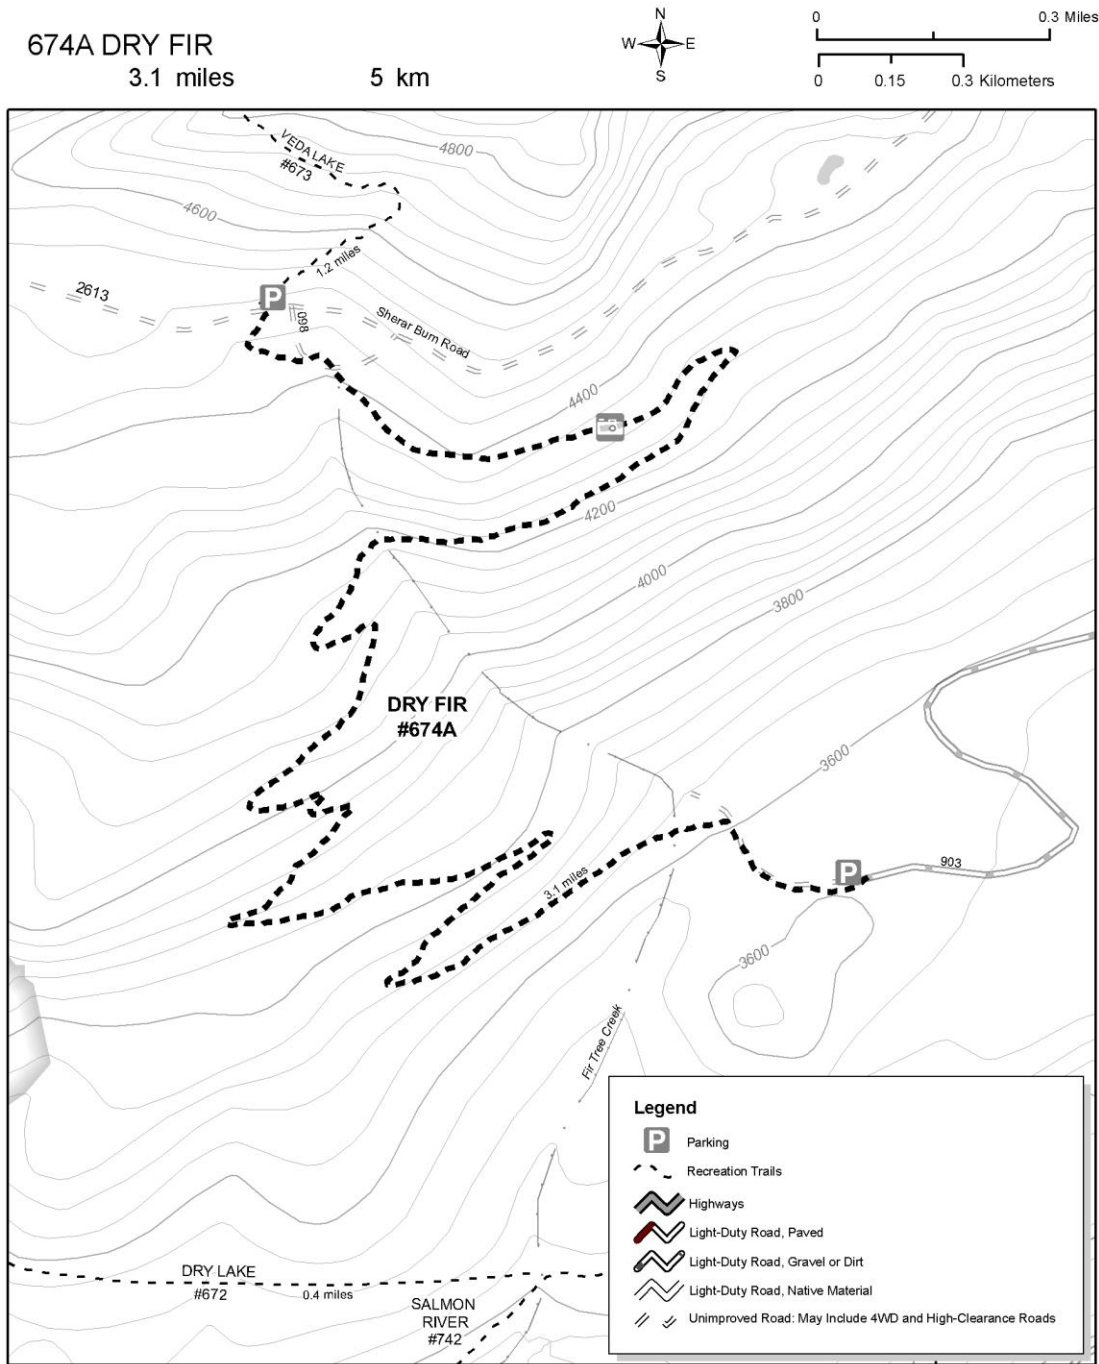 674A DRY FIR
3.1 miles 5 km
N
W E
S
0 0.3 Miles
0 0.15 0.3 Kilometers
VEDA LAKE
#673
4800
4600
1.2 miles
2613
P
860
Sherar Burn Road
4400
4200
4000
3800
DRY FIR
#674A
3600
3.1 miles
P
903
3600
Fir Tree Creek
DRY LAKE
#672
0.4 miles
SALMON
RIVER
#742
Legend
P Parking
Recreation Trails
Highways
Light-Duty Road, Paved
Light-Duty Road, Gravel or Dirt
Light-Duty Road, Native Material
Unimproved Road: May Include 4WD and High-Clearance Roads